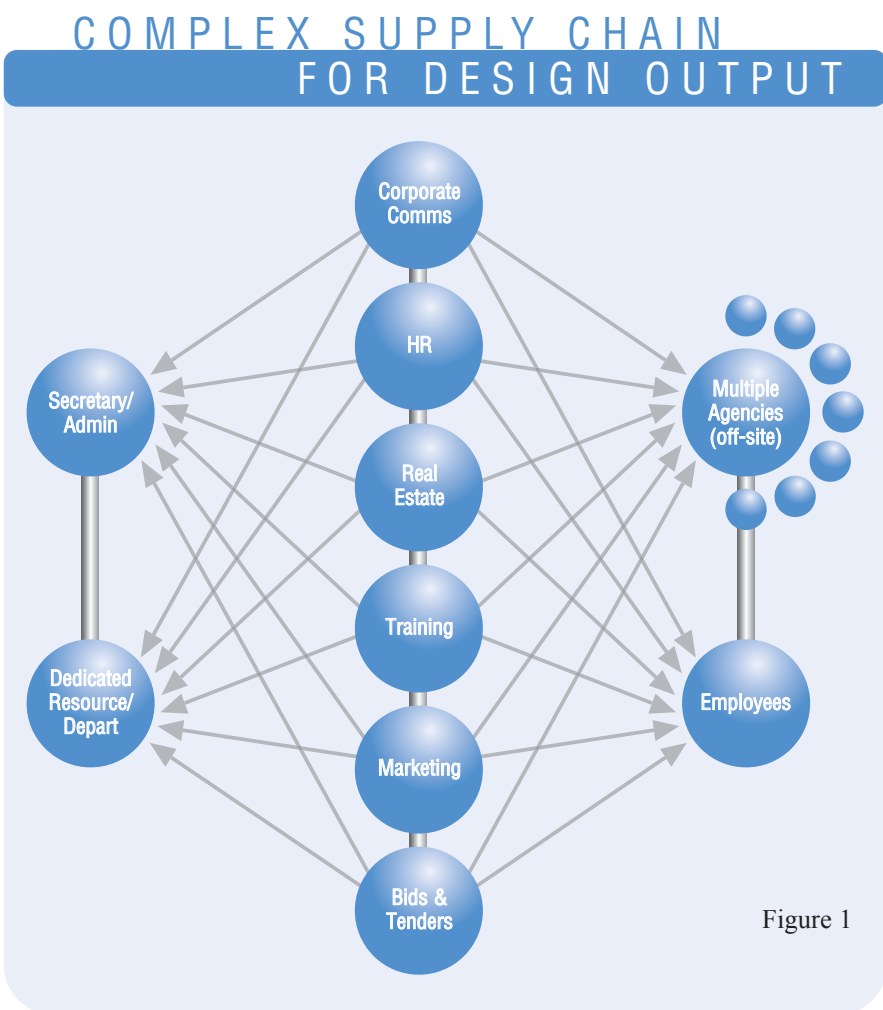 COMPLEX SUPPLY CHAIN
FOR DESIGN OUTPUT
Corporate
Comms
HR
Secretary/
Admin
Multiple
Agencies
(off-site)
Real
Estate
Training
Dedicated
Resource/
Depart
Employees
Marketing
Bids &
Tenders
Figure 1